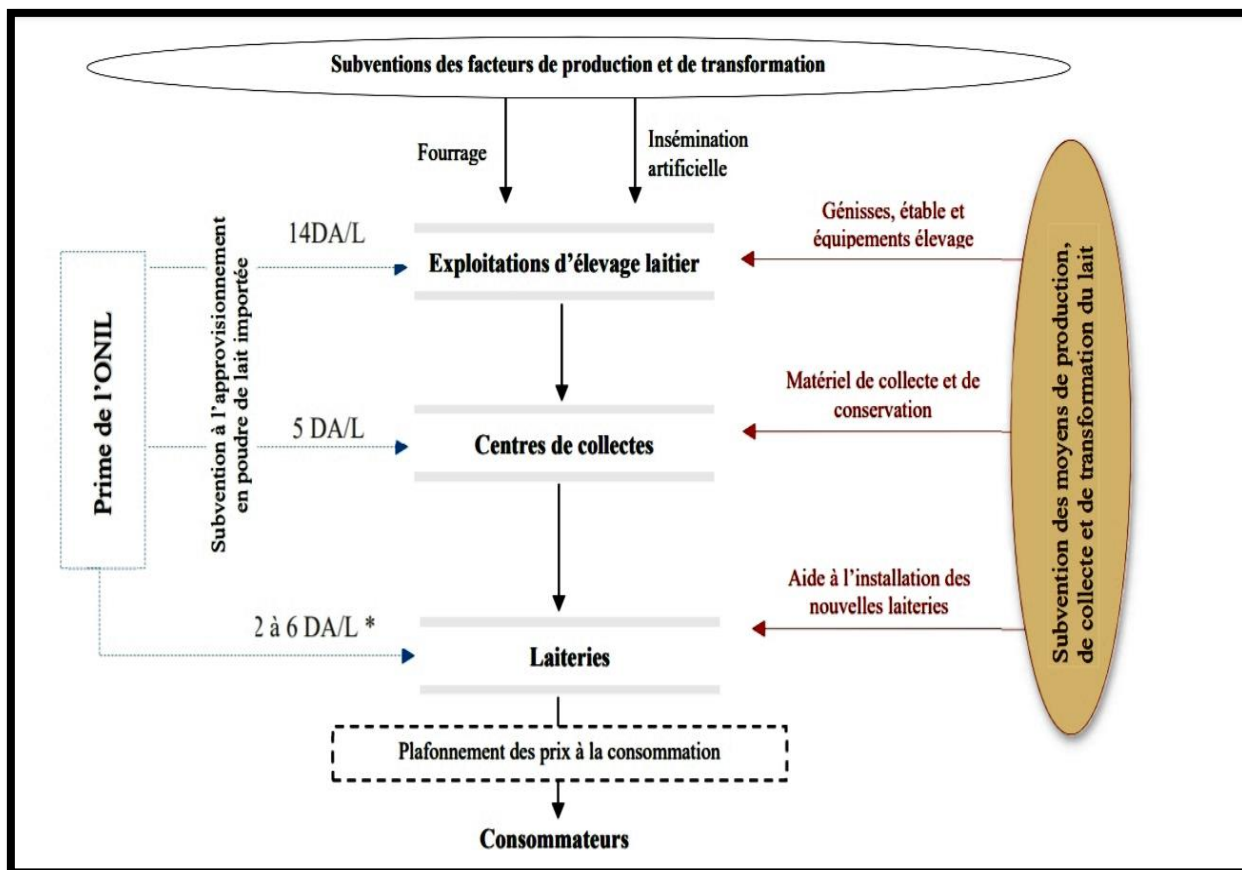 Subventions des facteurs de production et de transformation
Fourrage
Insémination
artificielle
Génisses, étable et
équipements élevage
14DA/L
Exploitations d'élevage laitier
Prime de l'ONIL
Subvention à l'approvisionnement
en poudre de lait importée
Subvention des moyens de production,
de collecte et de transformation du lait
Matériel de collecte et de
conservation
5 DA/L
Centres de collectes
Aide à l'installation des
nouvelles laiteries
2 à 6 DA/L *
Laiteries
Plafonnement des prix à la consommation
Consommateurs